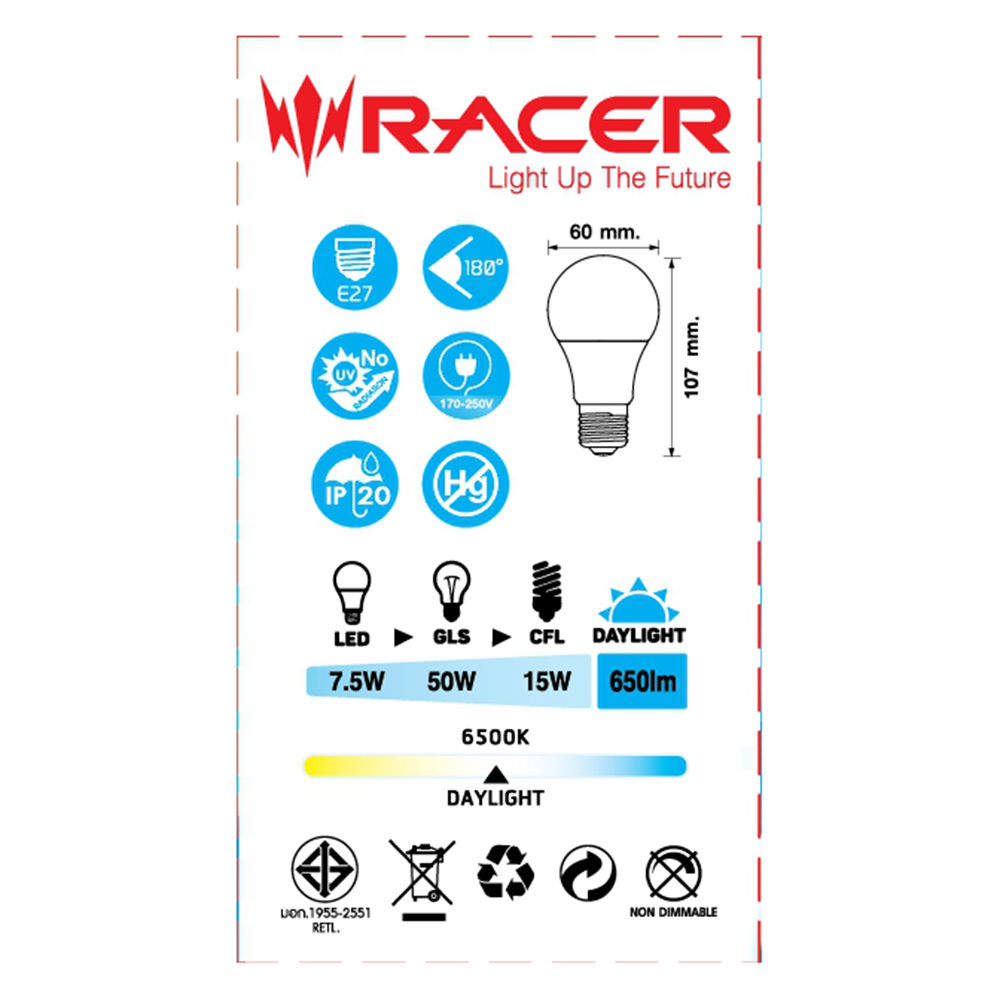 RACER
Light Up The Future
E27
180°
60 mm.
107 mm.
UV No
RADIATION
170-250V
IP 20
Hg
LED GLS CFL DAYLIGHT
7.5W 50W 15W 650lm
6500K
DAYLIGHT
มอก.1955-2551
RETL.
NON DIMMABLE